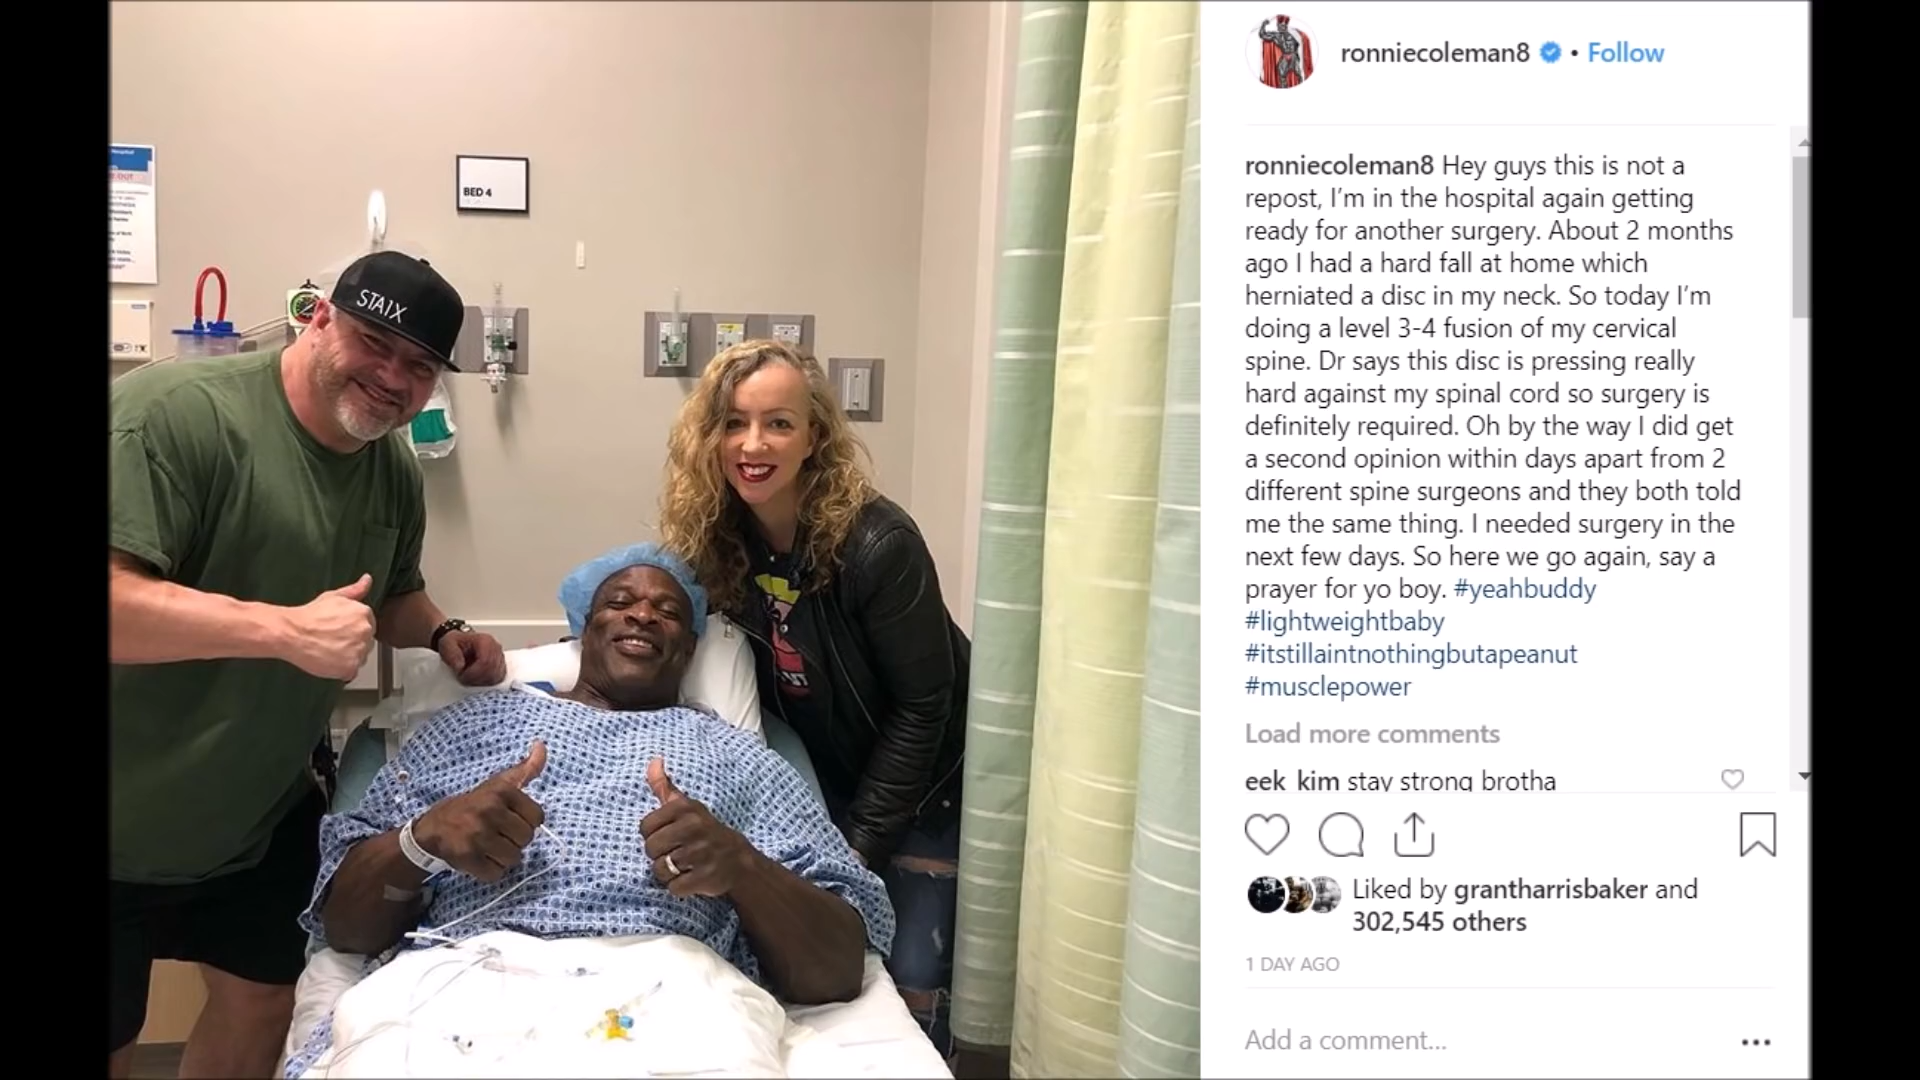 BED 4
STAIX
ronniecoleman8 • Follow
ronniecoleman8 Hey guys this is not a
repost, I'm in the hospital again getting
ready for another surgery. About 2 months
ago I had a hard fall at home which
herniated a disc in my neck. So today I'm
doing a level 3-4 fusion of my cervical
spine. Dr says this disc is pressing really
hard against my spinal cord so surgery is
definitely required. Oh by the way I did get
a second opinion within days apart from 2
different spine surgeons and they both told
me the same thing. I needed surgery in the
next few days. So here we go again, say a
prayer for yo boy. #yeahbuddy
#lightweightbaby
#itstillaintnothingbutapeanut
#musclepower
Load more comments
eek_kim stay strong brotha
Liked by grantharrisbaker and
302,545 others
1 DAY AGO
Add a comment...